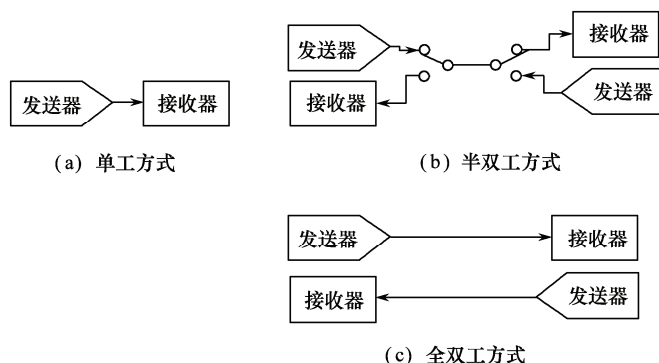 发送器
接收器
(a) 单工方式
发送器
接收器
接收器
发送器
(b) 半双工方式
发送器
接收器
接收器
发送器
(c) 全双工方式